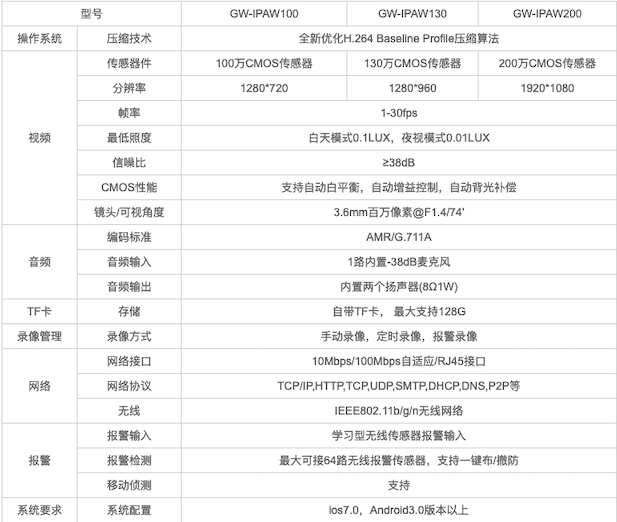 型号 GW-IPAW100 GW-IPAW130 GW-IPAW200
操作系统 压缩技术 全新优化H.264 Baseline Profile压缩算法
传感器件 100万CMOS传感器 130万CMOS传感器 200万CMOS传感器
分辨率 1280*720 1280*960 1920*1080
帧率 1-30fps
视频 最低照度 白天模式0.1LUX，夜视模式0.01LUX
信噪比 ≥38dB
CMOS性能 支持自动白平衡，自动增益控制，自动背光补偿
镜头/可视角度 3.6mm百万像素@F1.4/74'
编码标准 AMR/G.711A
音频 音频输入 1路内置-38dB麦克风
音频输出 内置两个扬声器(8Ω1W)
TF卡 存储 自带TF卡， 最大支持128G
录像管理 录像方式 手动录像，定时录像，报警录像
网络接口 10Mbps/100Mbps自适应/RJ45接口
网络 网络协议 TCP/IP,HTTP,TCP,UDP,SMTP,DHCP,DNS,P2P等
无线 IEEE802.11b/g/n无线网络
报警输入 学习型无线传感器报警输入
报警 报警检测 最大可接64路无线报警传感器，支持一键布/撤防
移动侦测 支持
系统要求 系统配置 ios7.0，Android3.0版本以上